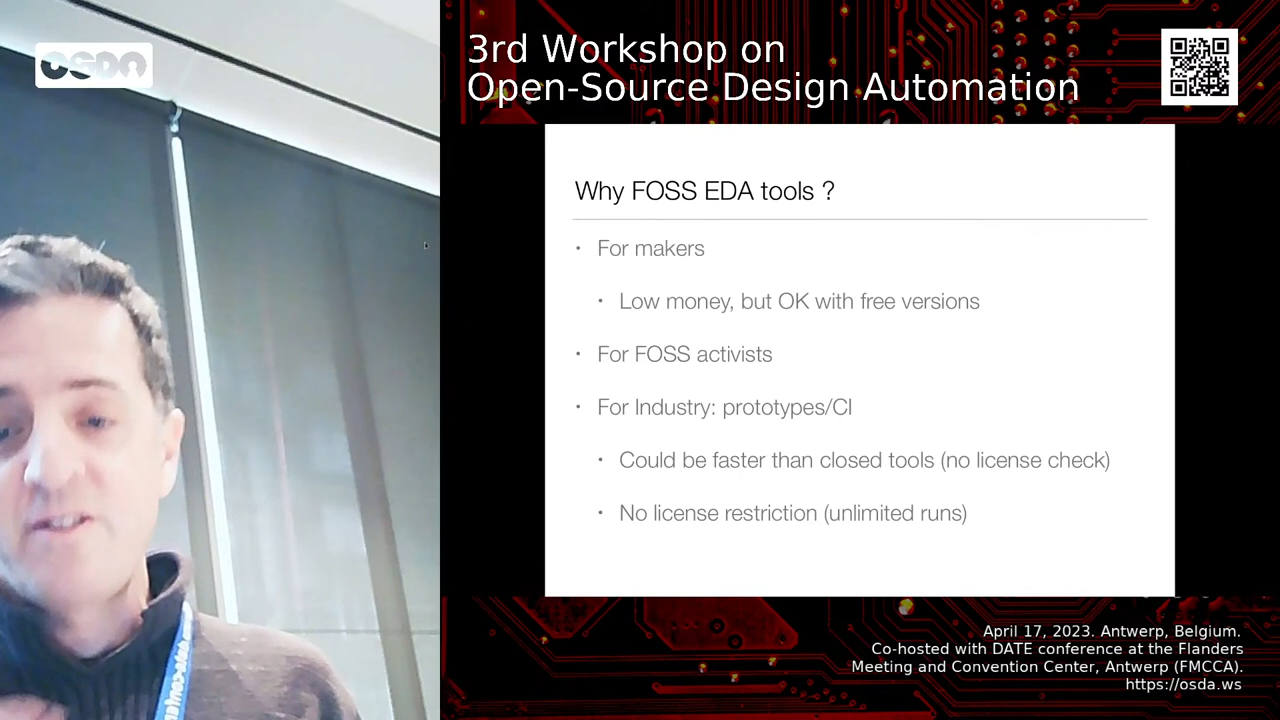 OSDA
3rd Workshop on
Open-Source Design Automation
Why FOSS EDA tools ?
• For makers
• Low money, but OK with free versions
• For FOSS activists
• For Industry: prototypes/CI
• Could be faster than closed tools (no license check)
• No license restriction (unlimited runs)
April 17, 2023. Antwerp, Belgium.
Co-hosted with DATE conference at the Flanders
Meeting and Convention Center, Antwerp (FMCCA).
https://osda.ws